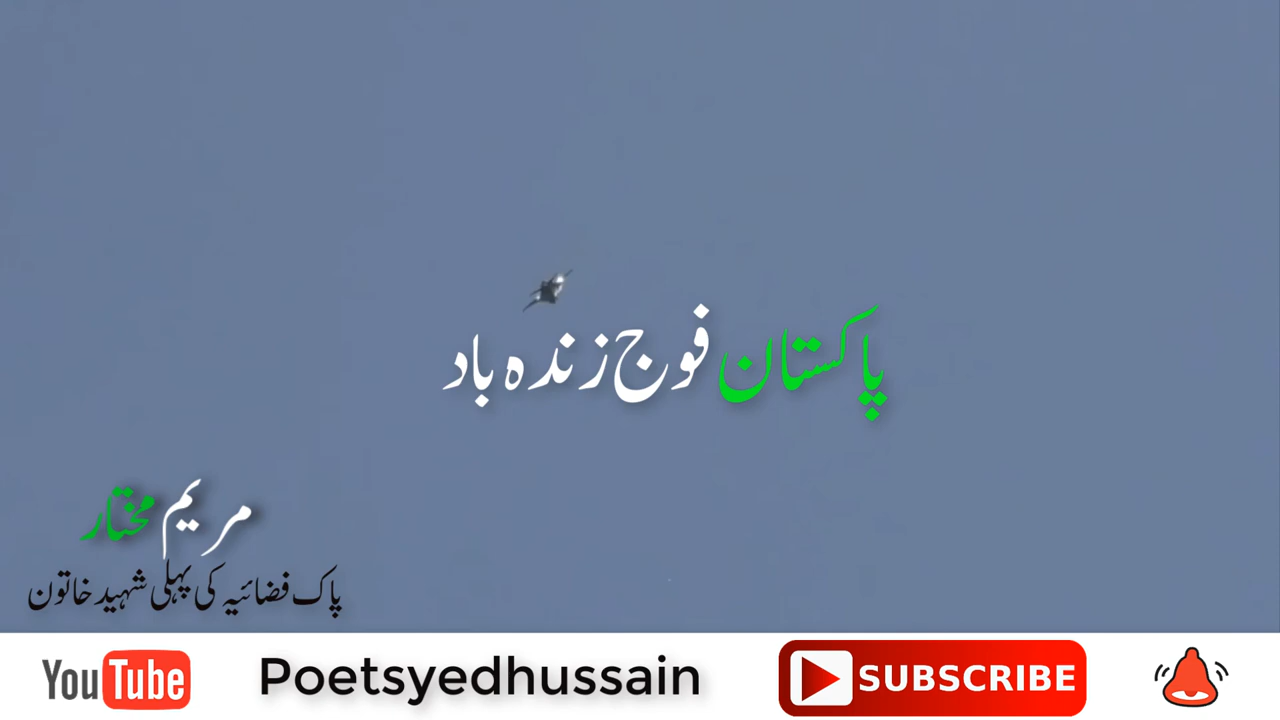 پاکستان فوج زندہ باد
مریم مختار
پاک فضائیہ کی پہلی شہید خاتون
YouTube Poetsyedhussain SUBSCRIBE